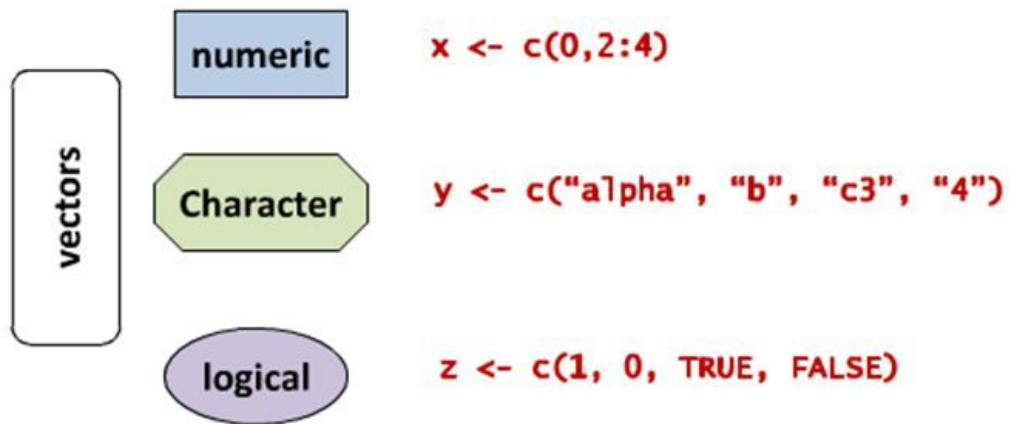 vectors
numeric
x <- c(0,2:4)
Character
y <- c(“alpha”, “b”, “c3”, “4”)
logical
z <- c(1, 0, TRUE, FALSE)